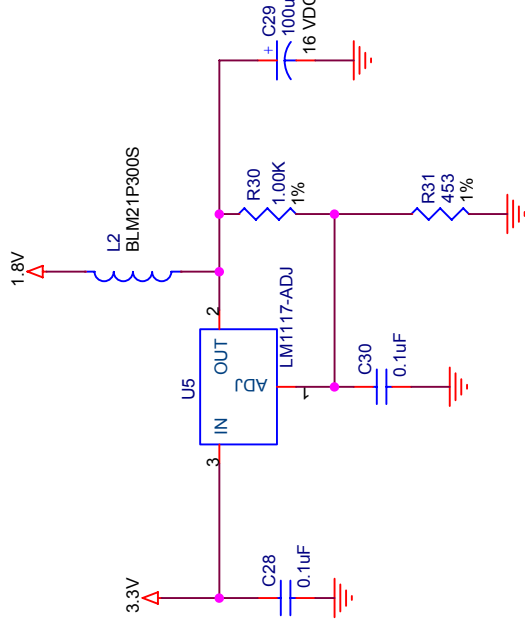 1.8V
L2
BLM21P300S
C29
100u
16 VDC
R30
1.00K
1%
R31
453
1%
U5
IN
OUT
ADJ
LM1117-ADJ
3
2
1
C30
0.1uF
3.3V
C28
0.1uF
+